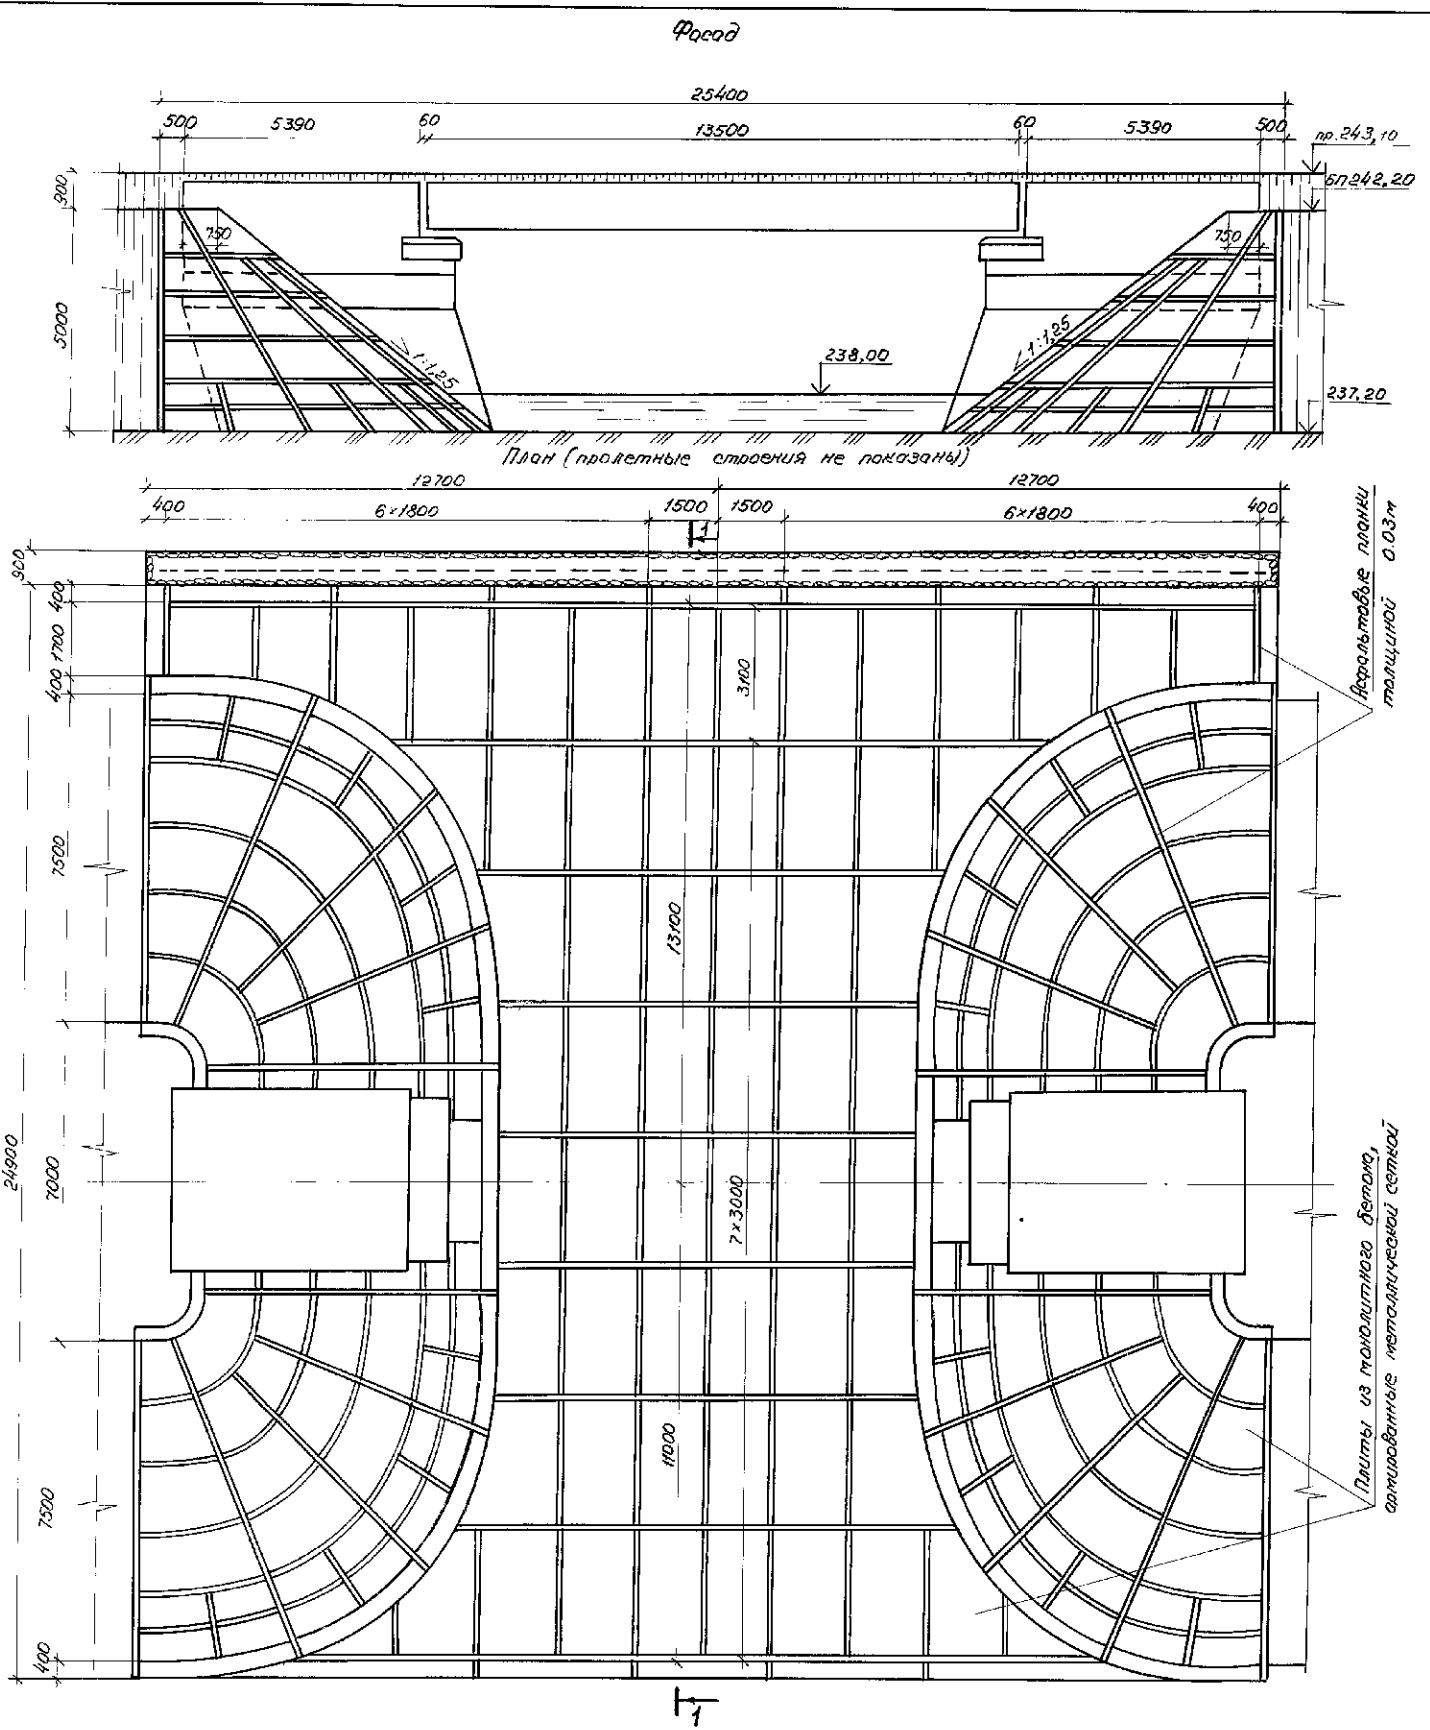 Фасад
25400
500 5390 60 13500 60 5390 500
пр. 243,10
БП 242,20
900
750 750
5000
1:1,25 1:1,25
238,00
237,20
План (пролетные строения не показаны)
12700 12700
400 6×1800 1500 1500 6×1800 400
1
900
400
1700
400
3100
Асфальтовые планки
толщиной 0.03м
7500
13100
24900
7000
7×3000
Плиты из монолитного бетона,
армированные металлической сеткой
11000
7500
400
1